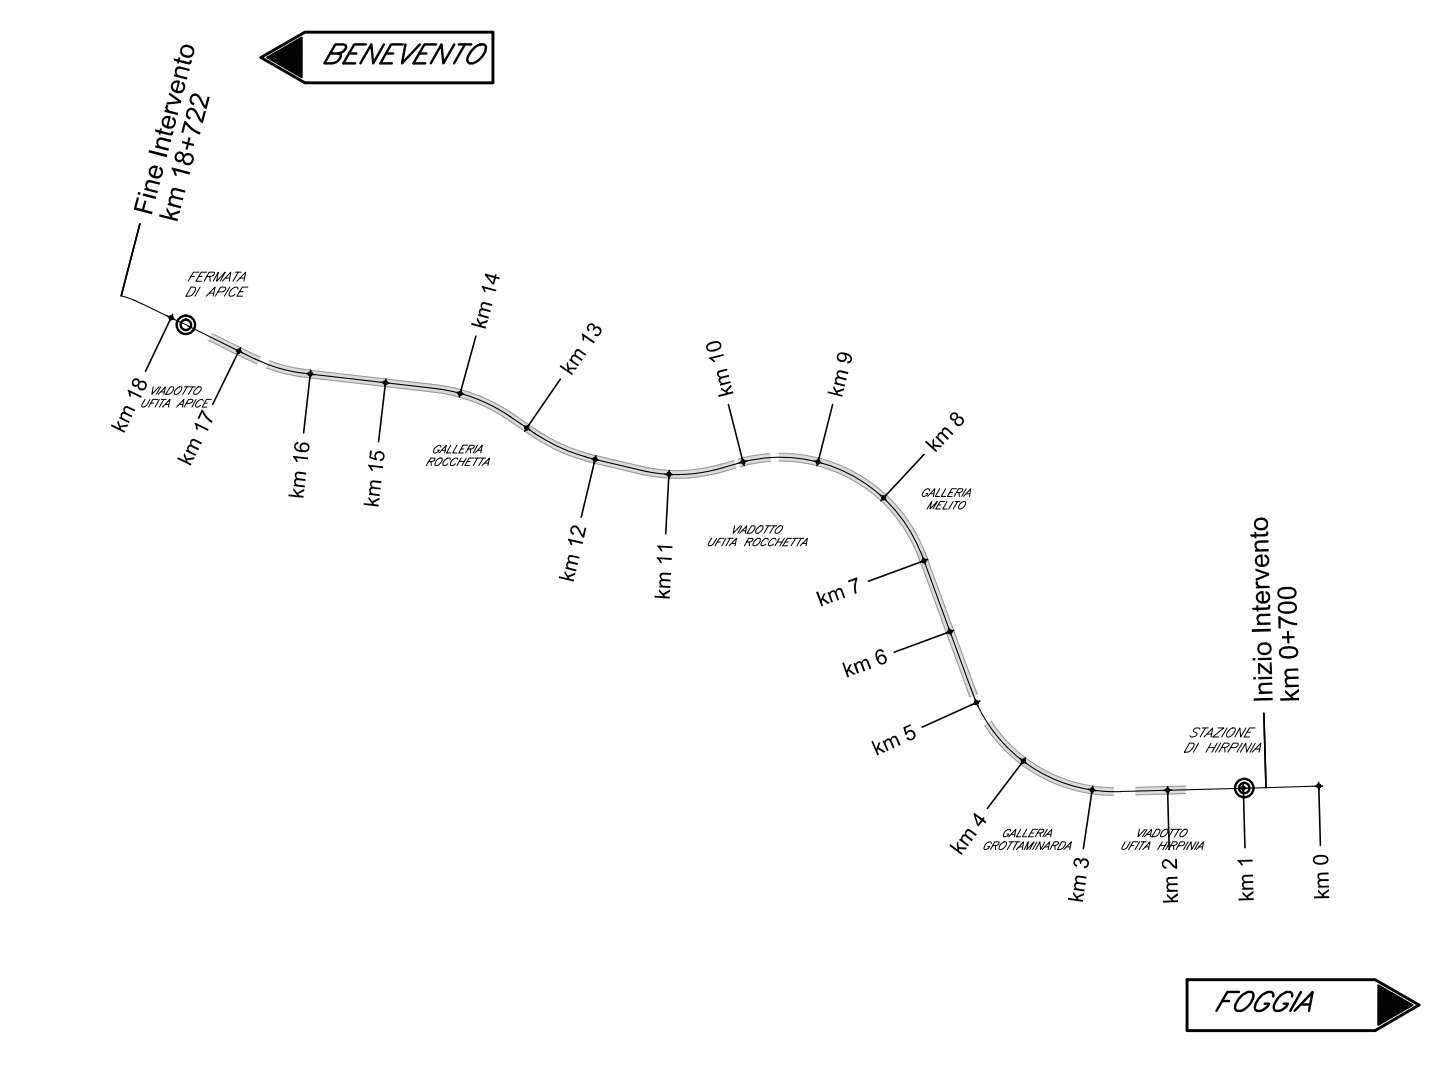 BENEVENTO
Fine Intervento
km 18+722
FERMATA
DI APICE
km 14
km 13
km 10
km 9
km 18
VIADOTTO
UFITA APICE
km 17
km 16
km 15
GALLERIA
ROCCHETTA
km 8
GALLERIA
MELITO
km 12
km 11
VIADOTTO
UFITA ROCCHETTA
km 7
km 6
km 5
Inizio Intervento
km 0+700
STAZIONE
DI HIRPINIA
km 4
GALLERIA
GROTTAMINARDA
km 3
VIADOTTO
UFITA HIRPINIA
km 2
km 1
km 0
FOGGIA